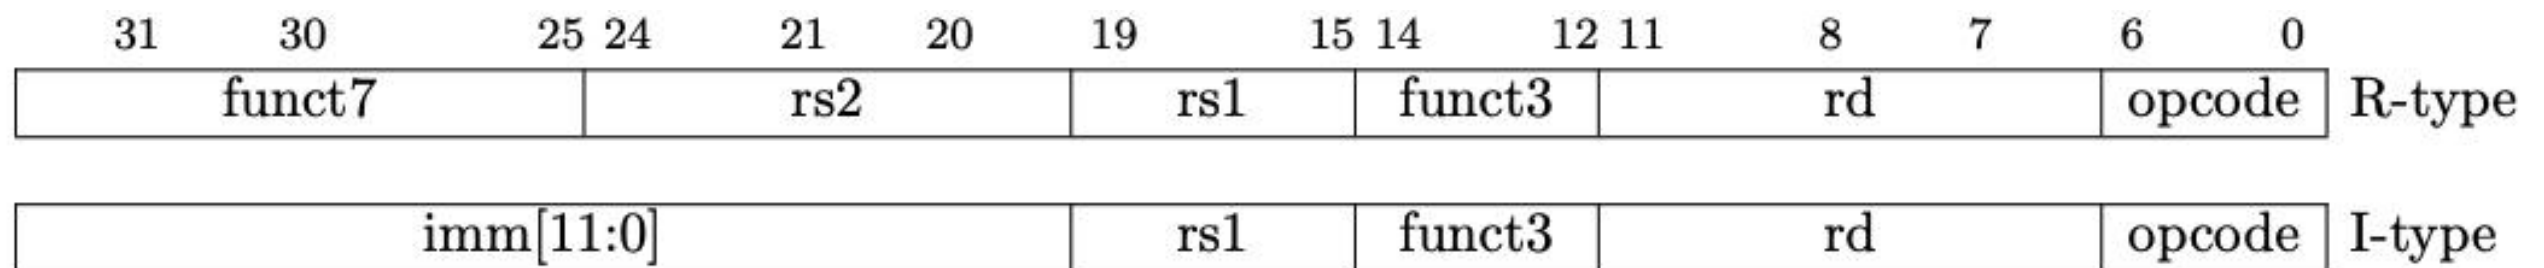 31 30 25 24 21 20 19 15 14 12 11 8 7 6 0
funct7 rs2 rs1 funct3 rd opcode R-type
imm[11:0] rs1 funct3 rd opcode I-type